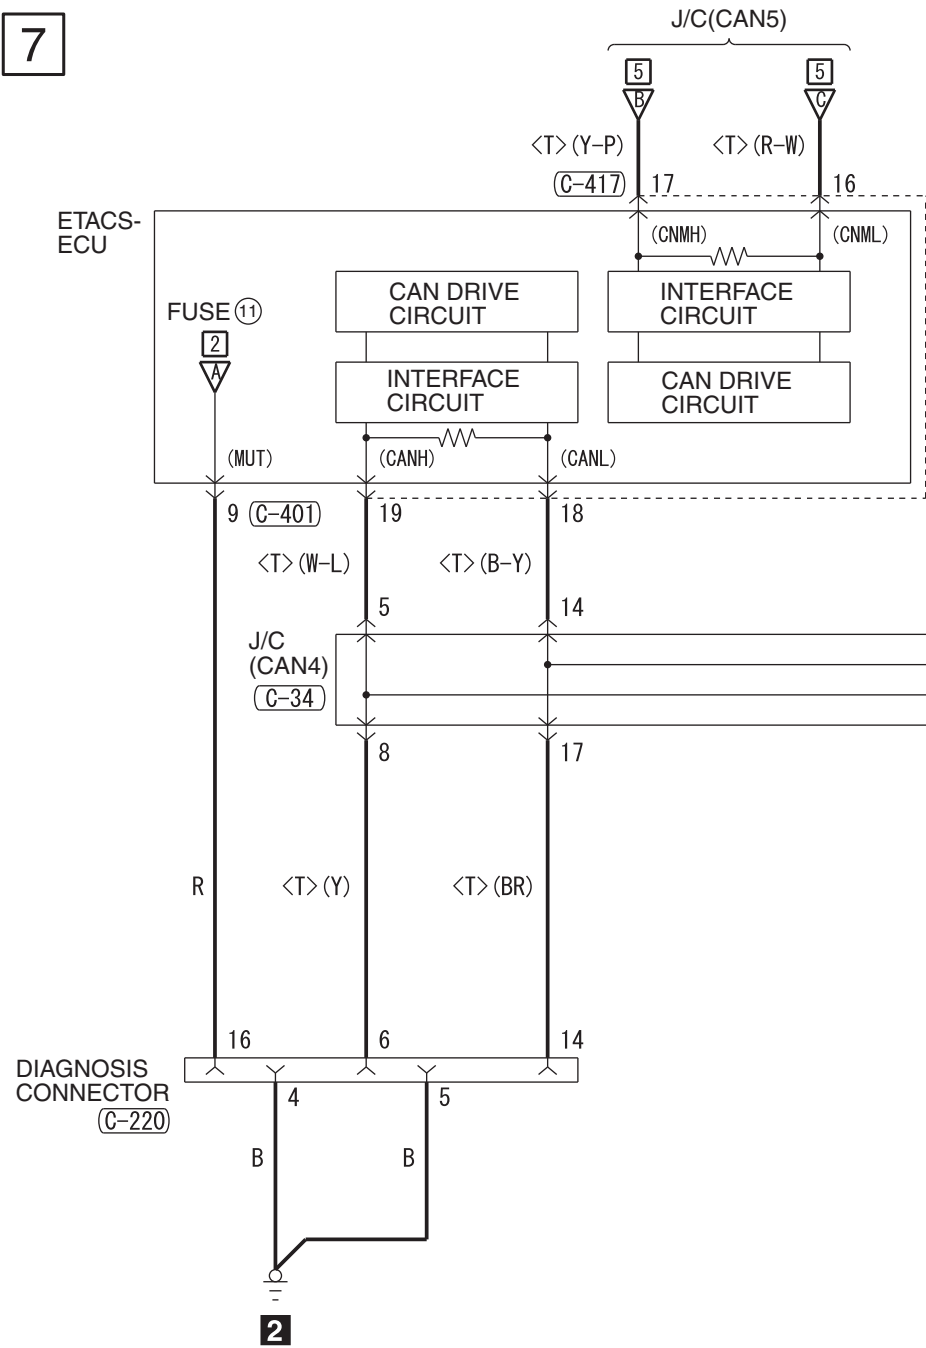 7
J/C(CAN5)
5 5
B C
<T>(Y-P) <T>(R-W)
C-417 17 16
ETACS-
ECU
(CNMH) (CNML)
CAN DRIVE
CIRCUIT
INTERFACE
CIRCUIT
FUSE 11
2
A
INTERFACE
CIRCUIT
CAN DRIVE
CIRCUIT
(MUT) (CANH) (CANL)
9 C-401 19 18
<T>(W-L) <T>(B-Y)
5 14
J/C
(CAN4)
C-34
8 17
R <T>(Y) <T>(BR)
16 6 14
DIAGNOSIS
CONNECTOR
C-220
4 5
B B
2